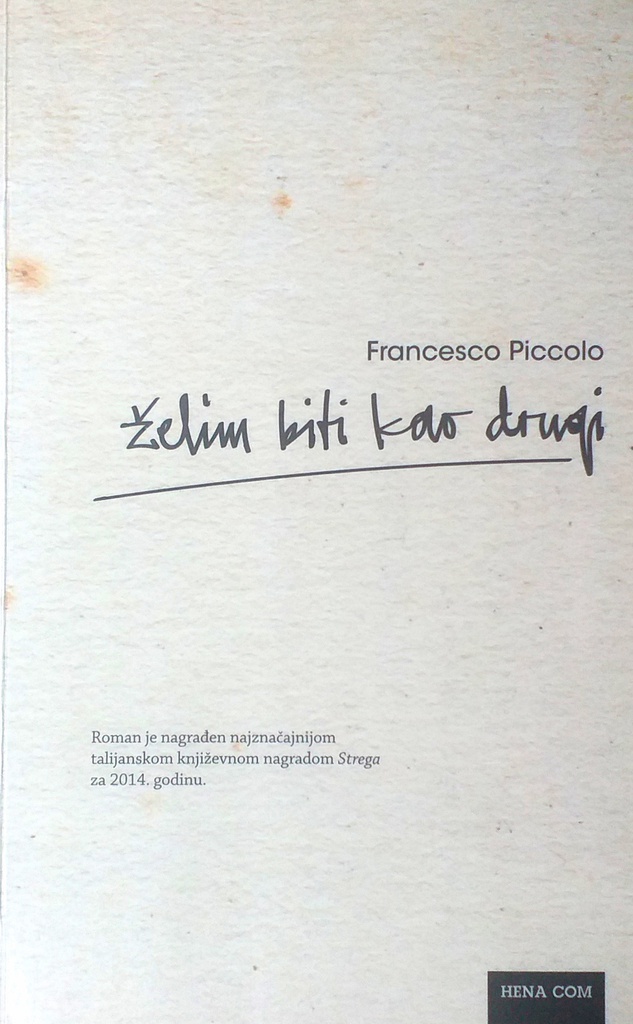 Francesco Piccolo
želim biti kao drugi
Roman je nagrađen najznačajnijom
talijanskom književnom nagradom Strega
za 2014. godinu.
HENA COM